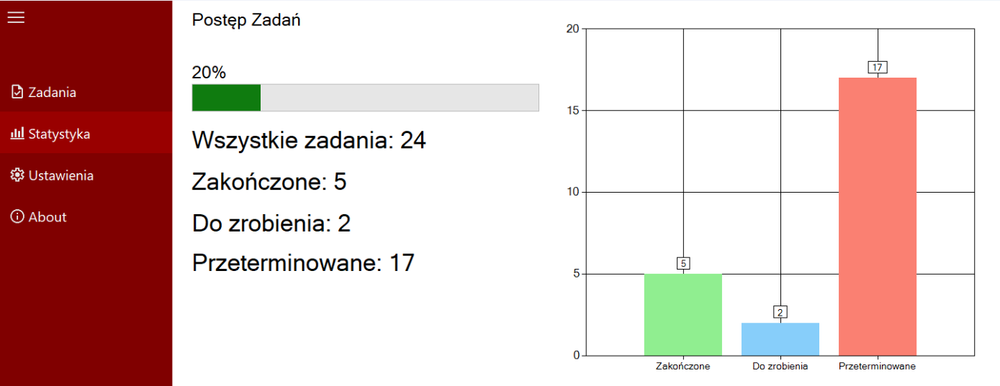 Zadania
Statystyka
Ustawienia
About
Postęp Zadań
20%
Wszystkie zadania: 24
Zakończone: 5
Do zrobienia: 2
Przeterminowane: 17
20
15
10
5
0
5
2
17
Zakończone
Do zrobienia
Przeterminowane